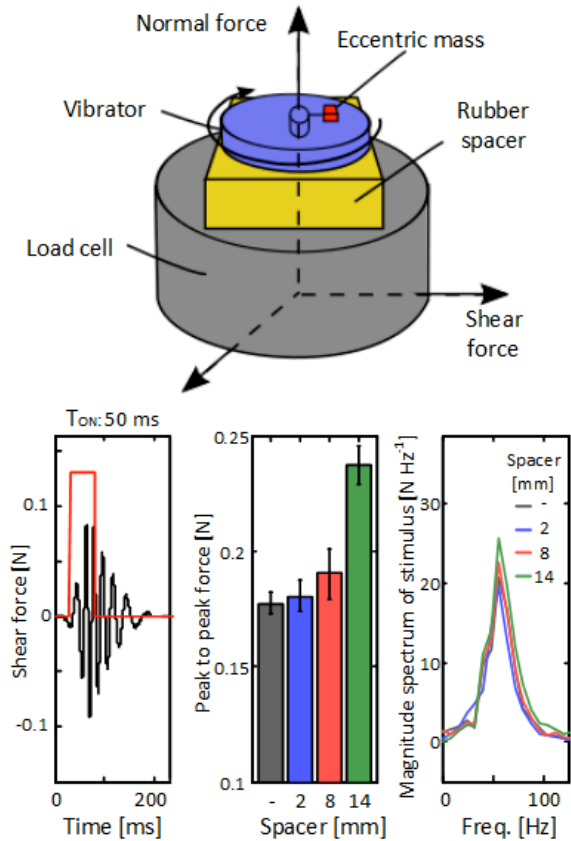 Normal force
Eccentric mass
Vibrator
Rubber
spacer
Load cell
Shear
force
TON: 50 ms
Shear force [N]
0.1
0
-0.1
0
200
Time [ms]
Peak to peak force [N]
0.25
0.2
0.15
0.1
- 2 8 14
Spacer [mm]
Magnitude spectrum of stimulus [N Hz-1]
30
20
10
0
Spacer
[mm]
-
2
8
14
0
100
Freq. [Hz]